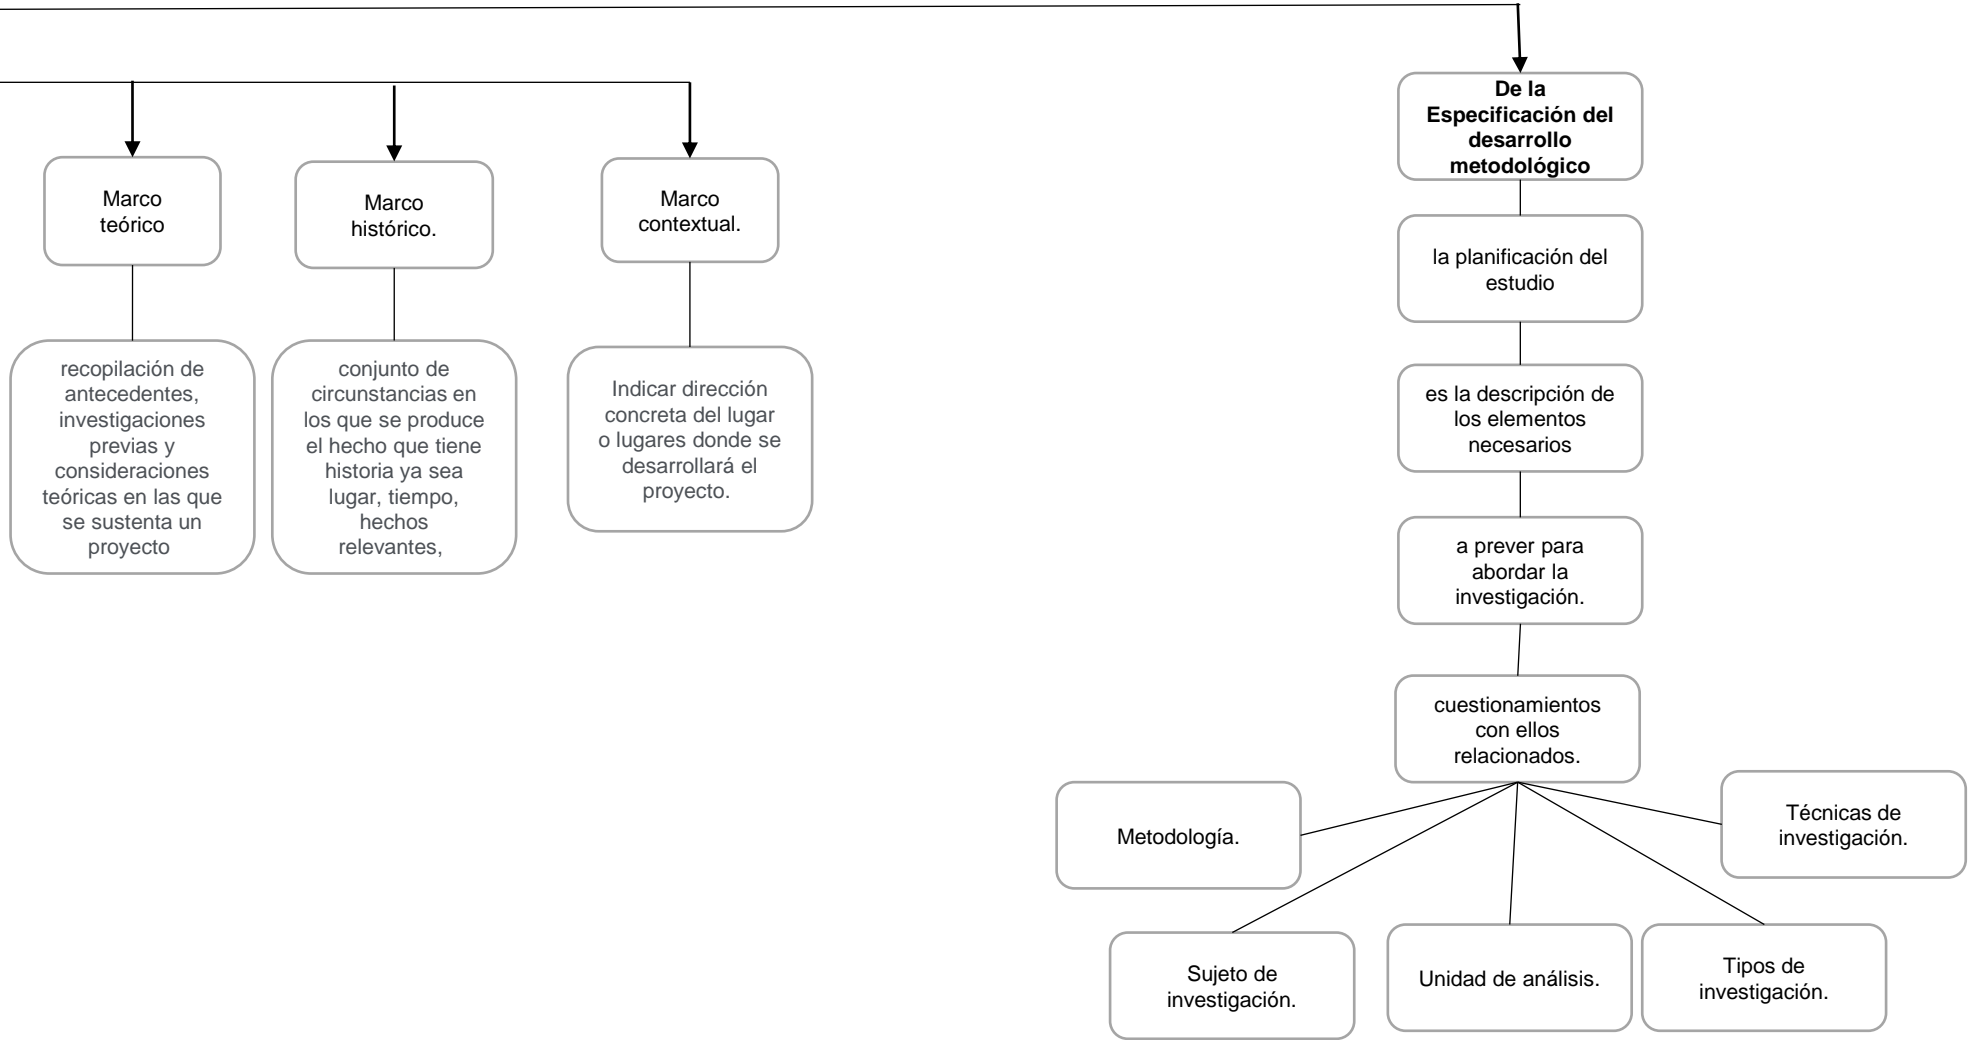 De la
Especificación del
desarrollo
metodológico
Marco
teórico
Marco
histórico.
Marco
contextual.
la planificación del
estudio
recopilación de
antecedentes,
investigaciones
previas y
consideraciones
teóricas en las que
se sustenta un
proyecto
conjunto de
circunstancias en
los que se produce
el hecho que tiene
historia ya sea
lugar, tiempo,
hechos
relevantes,
Indicar dirección
concreta del lugar
o lugares donde se
desarrollará el
proyecto.
es la descripción de
los elementos
necesarios
a prever para
abordar la
investigación.
cuestionamientos
con ellos
relacionados.
Metodología.
Técnicas de
investigación.
Sujeto de
investigación.
Unidad de análisis.
Tipos de
investigación.